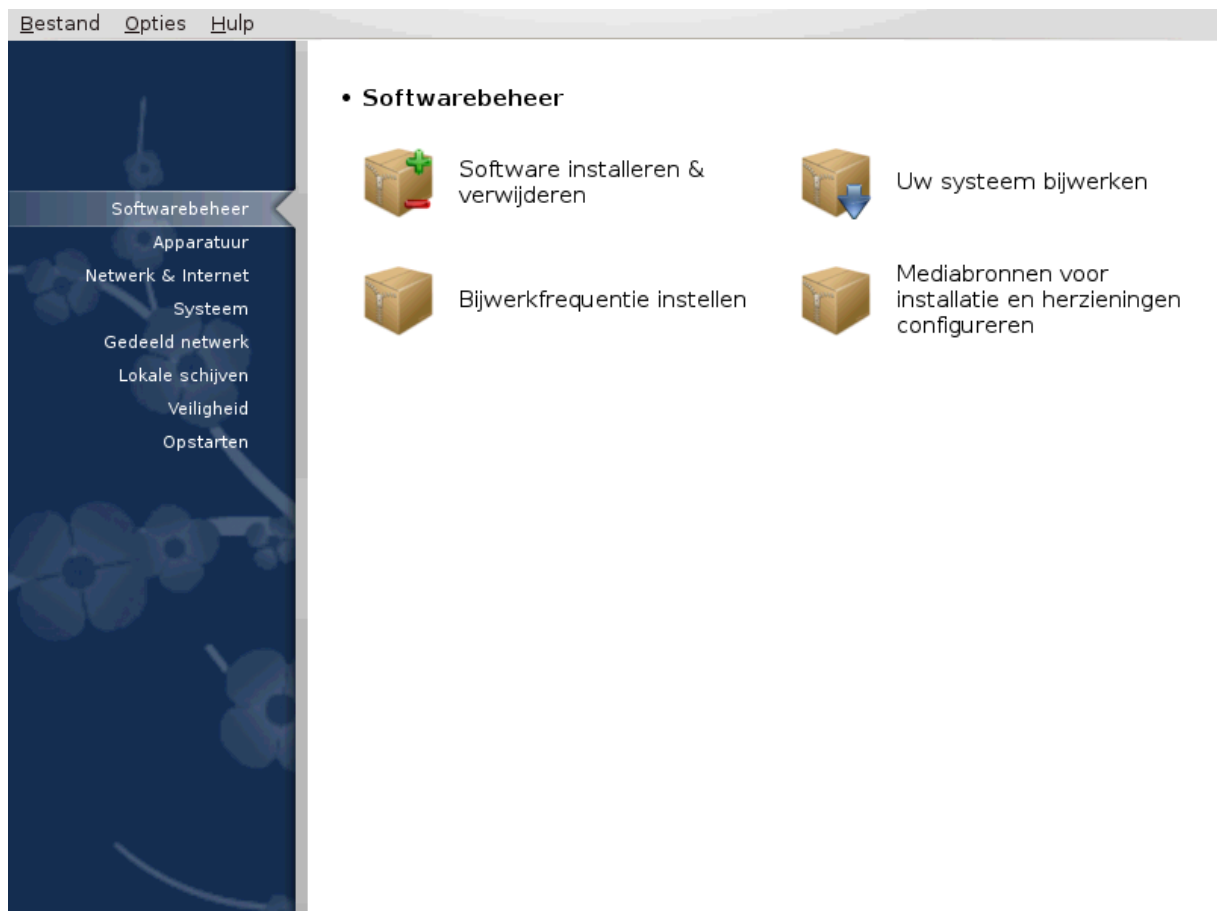 Bestand Opties Hulp
Softwarebeheer
Apparatuur
Netwerk & Internet
Systeem
Gedeeld netwerk
Lokale schijven
Veiligheid
Opstarten
• Softwarebeheer
Software installeren &
verwijderen
Uw systeem bijwerken
Bijwerkfrequentie instellen
Mediabronnen voor
installatie en herzieningen
configureren